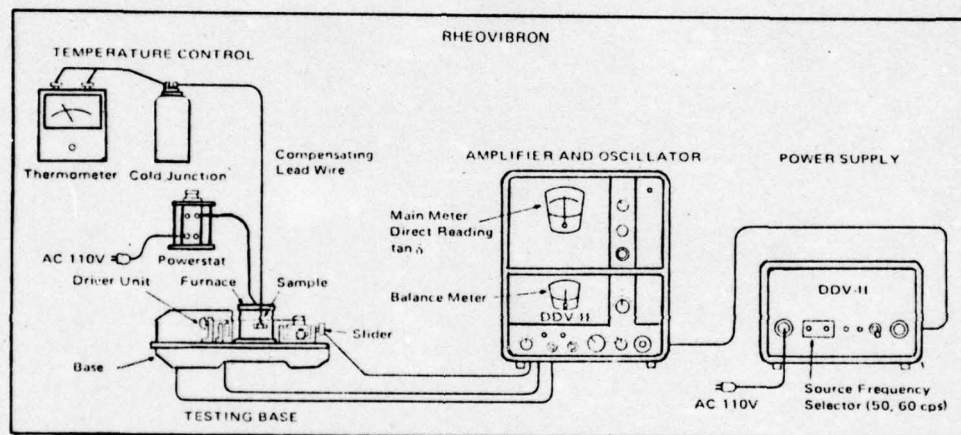 RHEOVIBRON
TEMPERATURE CONTROL
Thermometer
Cold Junction
Compensating
Lead Wire
AC 110V
Powerstat
Driver Unit
Furnace
Sample
Slider
Base
TESTING BASE
AMPLIFIER AND OSCILLATOR
Main Meter
Direct Reading
tan δ
Balance Meter
DDV-II
POWER SUPPLY
DDV-II
AC 110V
Source Frequency
Selector (50, 60 cps)